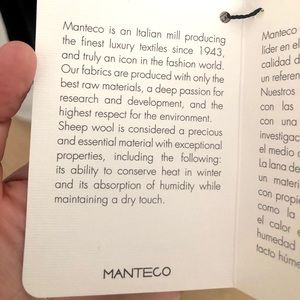 Manteco is an Italian mill producing
the finest luxury textiles since 1943,
and truly an icon in the fashion world.
Our fabrics are produced with only the
best raw materials, a deep passion for
research and development, and the
highest respect for the environment.
Sheep wool is considered a precious
and essential material with exceptional
properties, including the following:
its ability to conserve heat in winter
and its absorption of humidity while
maintaining a dry touch.
MANTECO
Manteco
líder en el
calidad d
un referen
Nuestros
con las
con una
investigac
el medio
La lana de
un materi
con propie
como la
el calor e
humedad
tacto húme